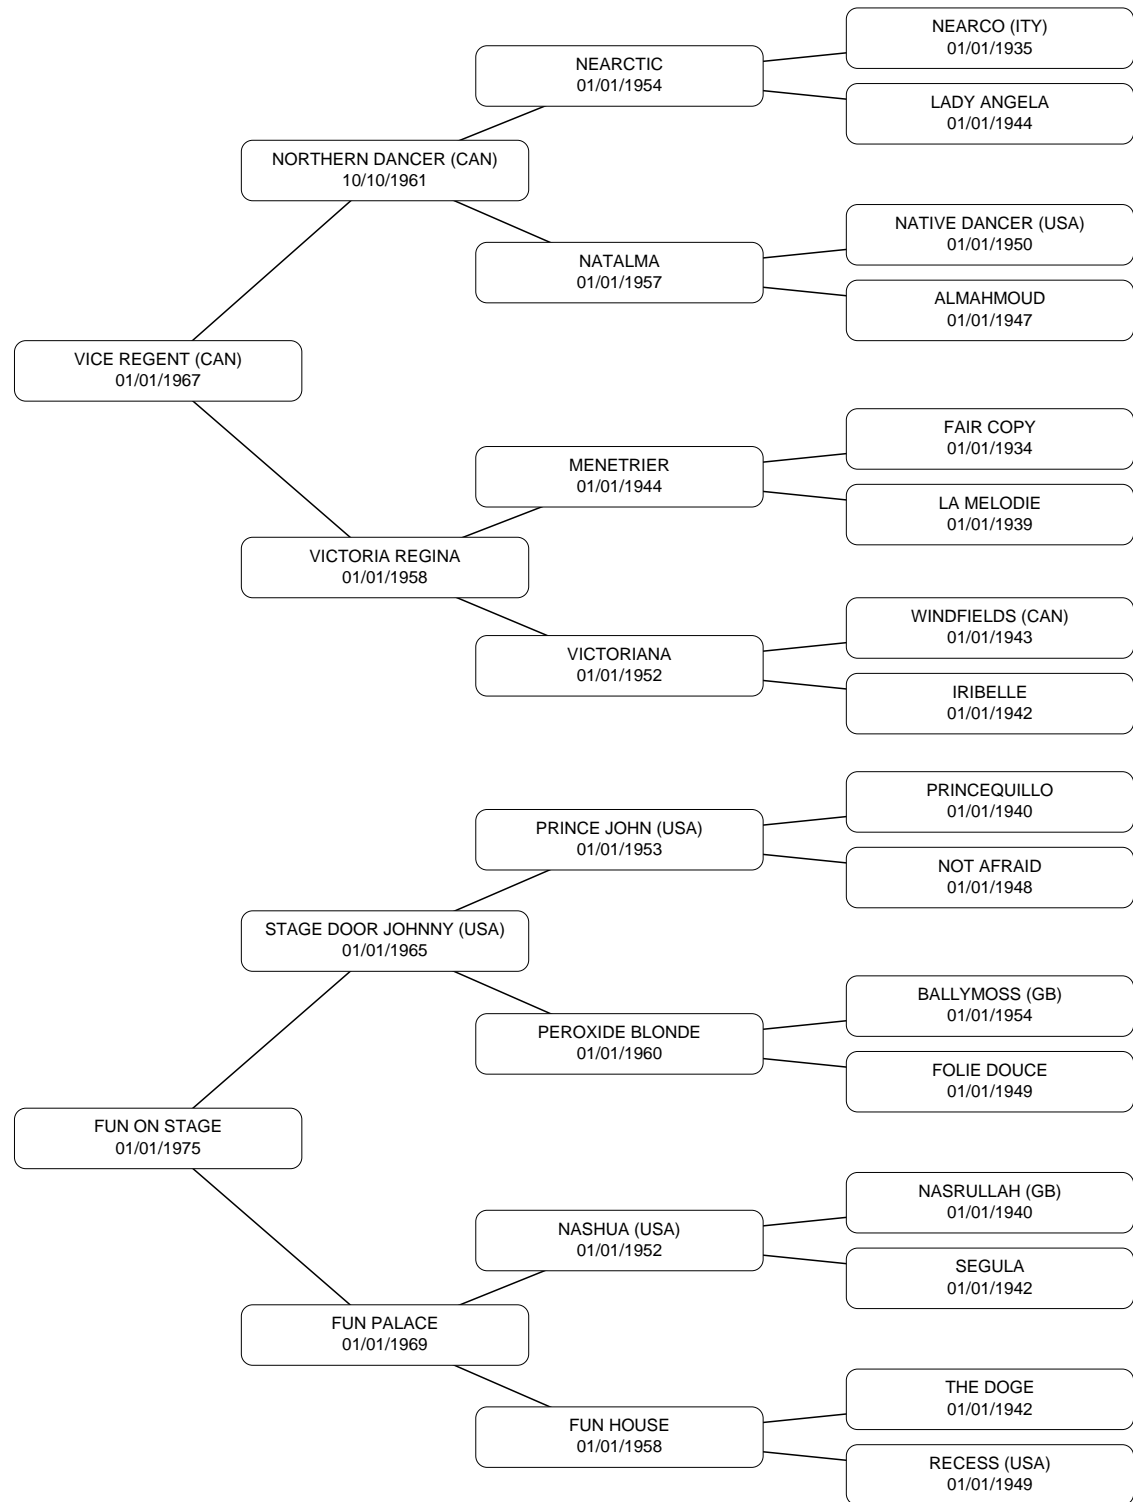 NEARCO (ITY)
01/01/1935
NEARCTIC
01/01/1954
LADY ANGELA
01/01/1944
NORTHERN DANCER (CAN)
10/10/1961
NATIVE DANCER (USA)
01/01/1950
NATALMA
01/01/1957
ALMAHMOUD
01/01/1947
VICE REGENT (CAN)
01/01/1967
FAIR COPY
01/01/1934
MENETRIER
01/01/1944
LA MELODIE
01/01/1939
VICTORIA REGINA
01/01/1958
WINDFIELDS (CAN)
01/01/1943
VICTORIANA
01/01/1952
IRIBELLE
01/01/1942
PRINCEQUILLO
01/01/1940
PRINCE JOHN (USA)
01/01/1953
NOT AFRAID
01/01/1948
STAGE DOOR JOHNNY (USA)
01/01/1965
BALLYMOSS (GB)
01/01/1954
PEROXIDE BLONDE
01/01/1960
FOLIE DOUCE
01/01/1949
FUN ON STAGE
01/01/1975
NASRULLAH (GB)
01/01/1940
NASHUA (USA)
01/01/1952
SEGULA
01/01/1942
FUN PALACE
01/01/1969
THE DOGE
01/01/1942
FUN HOUSE
01/01/1958
RECESS (USA)
01/01/1949